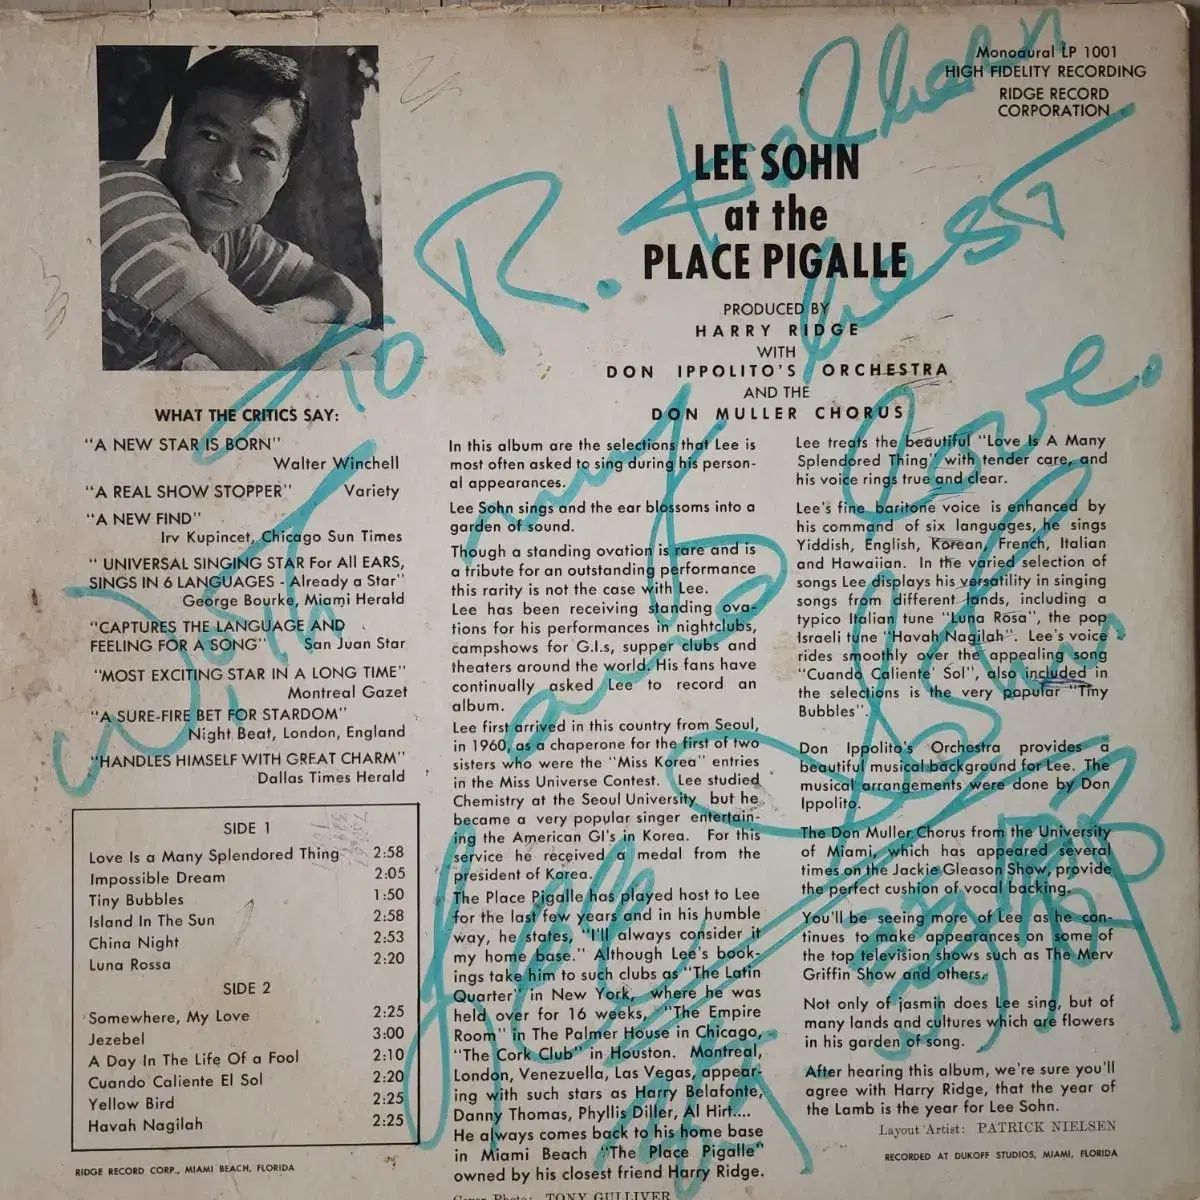 Monoaural LP 1001
HIGH FIDELITY RECORDING
RIDGE RECORD
CORPORATION
LEE SOHN
at the
PLACE PIGALLE
PRODUCED BY
HARRY RIDGE
WITH
DON IPPOLITO'S ORCHESTRA
AND THE
DON MULLER CHORUS
To R.
best
With my
Love.
and
WHAT THE CRITICS SAY:
"A NEW STAR IS BORN"
Walter Winchell
"A REAL SHOW STOPPER" Variety
"A NEW FIND"
Irv Kupincet, Chicago Sun Times
" UNIVERSAL SINGING STAR For All EARS,
SINGS IN 6 LANGUAGES - Already a Star"
George Bourke, Miami Herald
"CAPTURES THE LANGUAGE AND
FEELING FOR A SONG" San Juan Star
"MOST EXCITING STAR IN A LONG TIME"
Montreal Gazet
"A SURE-FIRE BET FOR STARDOM"
Night Beat, London, England
"HANDLES HIMSELF WITH GREAT CHARM"
Dallas Times Herald
SIDE 1
Love Is a Many Splendored Thing 2:58
Impossible Dream 2:05
Tiny Bubbles 1:50
Island In The Sun 2:58
China Night 2:53
Luna Rossa 2:20
SIDE 2
Somewhere, My Love 2:25
Jezebel 3:00
A Day In The Life Of a Fool 2:10
Cuando Caliente El Sol 2:20
Yellow Bird 2:25
Havah Nagilah 2:25
RIDGE RECORD CORP., MIAMI BEACH, FLORIDA
In this album are the selections that Lee is
most often asked to sing during his person-
al appearances.
Lee Sohn sings and the ear blossoms into a
garden of sound.
Though a standing ovation is rare and is
a tribute for an outstanding performance
this rarity is not the case with Lee.
Lee has been receiving standing ova-
tions for his performances in nightclubs,
campshows for G.I.s, supper clubs and
theaters around the world. His fans have
continually asked Lee to record an
album.
Lee first arrived in this country from Seoul,
in 1960, as a chaperone for the first of two
sisters who were the "Miss Korea" entries
in the Miss Universe Contest. Lee studied
Chemistry at the Seoul University but he
became a very popular singer entertain-
ing the American GI's in Korea. For this
service he received a medal from the
president of Korea.
The Place Pigalle has played host to Lee
for the last few years and in his humble
way, he states, "I'll always consider it
my home base." Although Lee's book-
ings take him to such clubs as "The Latin
Quarter" in New York, where he was
held over for 16 weeks, "The Empire
Room" in The Palmer House in Chicago,
"The Cork Club" in Houston. Montreal,
London, Venezuella, Las Vegas, appear-
ing with such stars as Harry Belafonte,
Danny Thomas, Phyllis Diller, Al Hirt....
He always comes back to his home base
in Miami Beach "The Place Pigalle"
owned by his closest friend Harry Ridge.
Cover Photo: TONY GULLIVER
Lee treats the beautiful "Love Is A Many
Splendored Thing" with tender care, and
his voice rings true and clear.
Lee's fine baritone voice is enhanced by
his command of six languages, he sings
Yiddish, English, Korean, French, Italian
and Hawaiian. In the varied selection of
songs Lee displays his versatility in singing
songs from different lands, including a
typico Italian tune "Luna Rosa", the pop
Israeli tune "Havah Nagilah". Lee's voice
rides smoothly over the appealing song
"Cuando Caliente' Sol", also included in
the selections is the very popular "Tiny
Bubbles".
Don Ippolito's Orchestra provides a
beautiful musical background for Lee. The
musical arrangements were done by Don
Ippolito.
The Don Muller Chorus from the University
of Miami, which has appeared several
times on the Jackie Gleason Show, provide
the perfect cushion of vocal backing.
You'll be seeing more of Lee as he con-
tinues to make appearances on some of
the top television shows such as The Merv
Griffin Show and others.
Not only of jasmin does Lee sing, but of
many lands and cultures which are flowers
in his garden of song.
After hearing this album, we're sure you'll
agree with Harry Ridge, that the year of
the Lamb is the year for Lee Sohn.
Layout Artist: PATRICK NIELSEN
RECORDED AT DUKOFF STUDIOS, MIAMI, FLORIDA